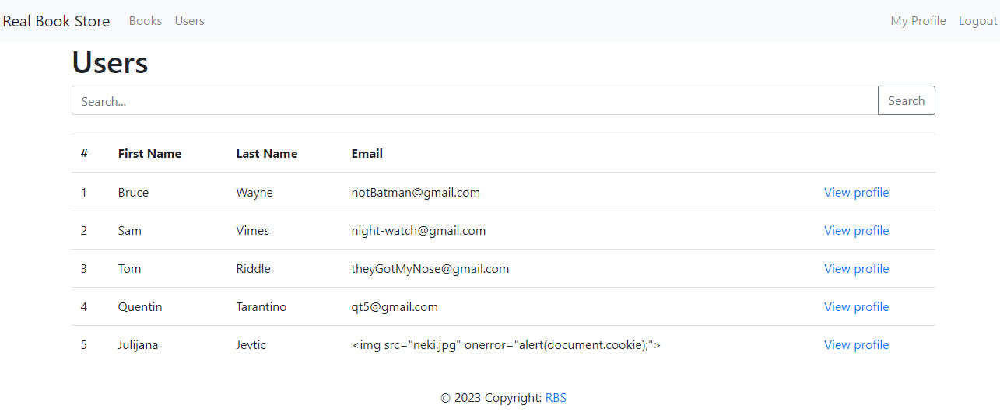 Real Book Store Books Users My Profile Logout
Users
Search... Search
# First Name Last Name Email
1 Bruce Wayne notBatman@gmail.com View profile
2 Sam Vimes night-watch@gmail.com View profile
3 Tom Riddle theyGotMyNose@gmail.com View profile
4 Quentin Tarantino qt5@gmail.com View profile
5 Julijana Jevtic <img src="neki.jpg" onerror="alert(document.cookie);"> View profile
© 2023 Copyright: RBS